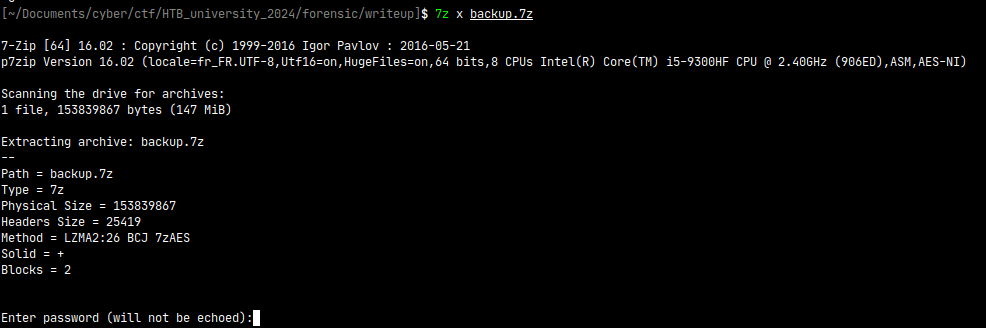 [~/Documents/cyber/ctf/HTB_university_2024/forensic/writeup]$ 7z x backup.7z
7-Zip [64] 16.02 : Copyright (c) 1999-2016 Igor Pavlov : 2016-05-21
p7zip Version 16.02 (locale=fr_FR.UTF-8,Utf16=on,HugeFiles=on,64 bits,8 CPUs Intel(R) Core(TM) i5-9300HF CPU @ 2.40GHz (906ED),ASM,AES-NI)
Scanning the drive for archives:
1 file, 153839867 bytes (147 MiB)
Extracting archive: backup.7z
--
Path = backup.7z
Type = 7z
Physical Size = 153839867
Headers Size = 25419
Method = LZMA2:26 BCJ 7zAES
Solid = +
Blocks = 2
Enter password (will not be echoed):